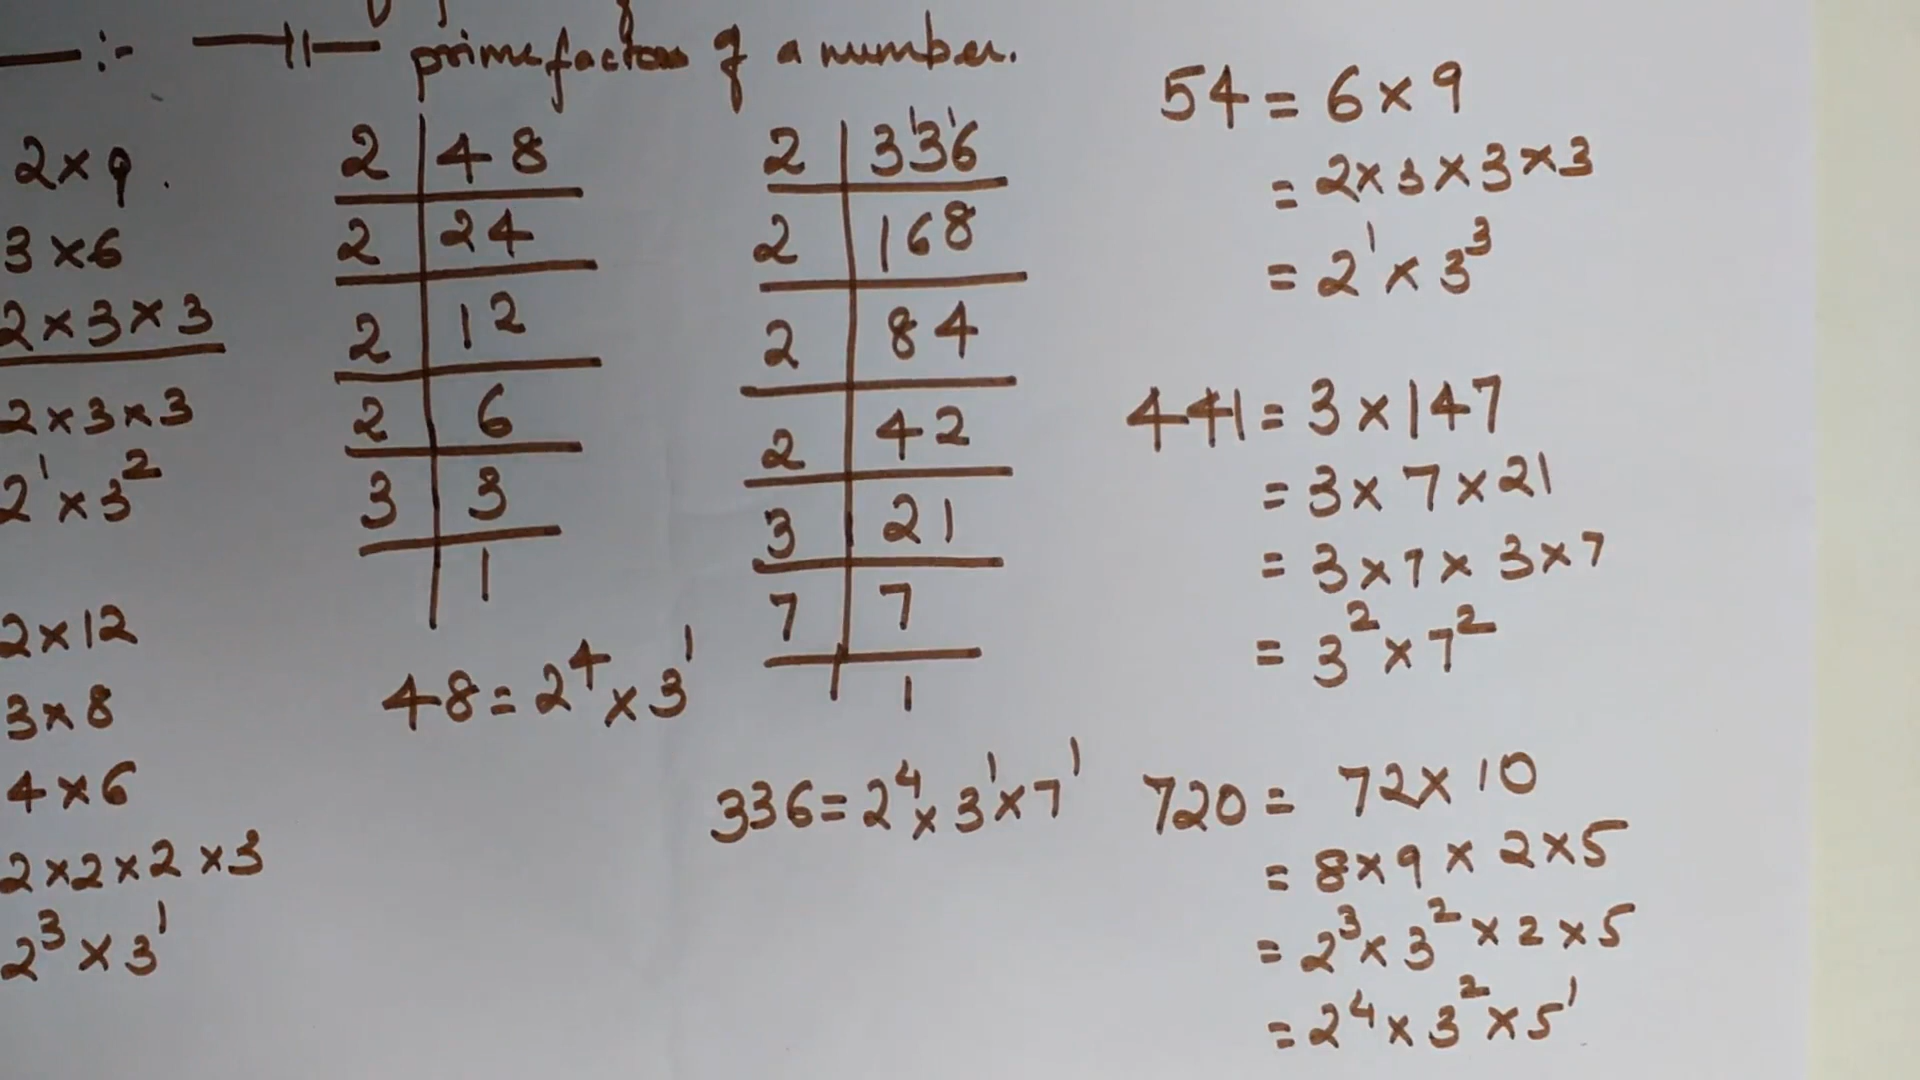 :- —11— prime factors of a number.
2×9.
3×6
2×3×3
2×3×3
2¹×3²
2×12
3×8
4×6
2×2×2×3
2³×3¹
2 | 48
2 | 24
2 | 12
2 | 6
3 | 3
| 1
48=2⁴×3¹
2 | 3¹3¹6
2 | 168
2 | 84
2 | 42
3 | 21
7 | 7
| 1
336=2⁴×3¹×7¹
54=6×9
=2×3×3×3
=2¹×3³
441=3×147
=3×7×21
=3×7×3×7
=3²×7²
720=72×10
=8×9×2×5
=2³×3²×2×5
=2⁴×3²×5¹